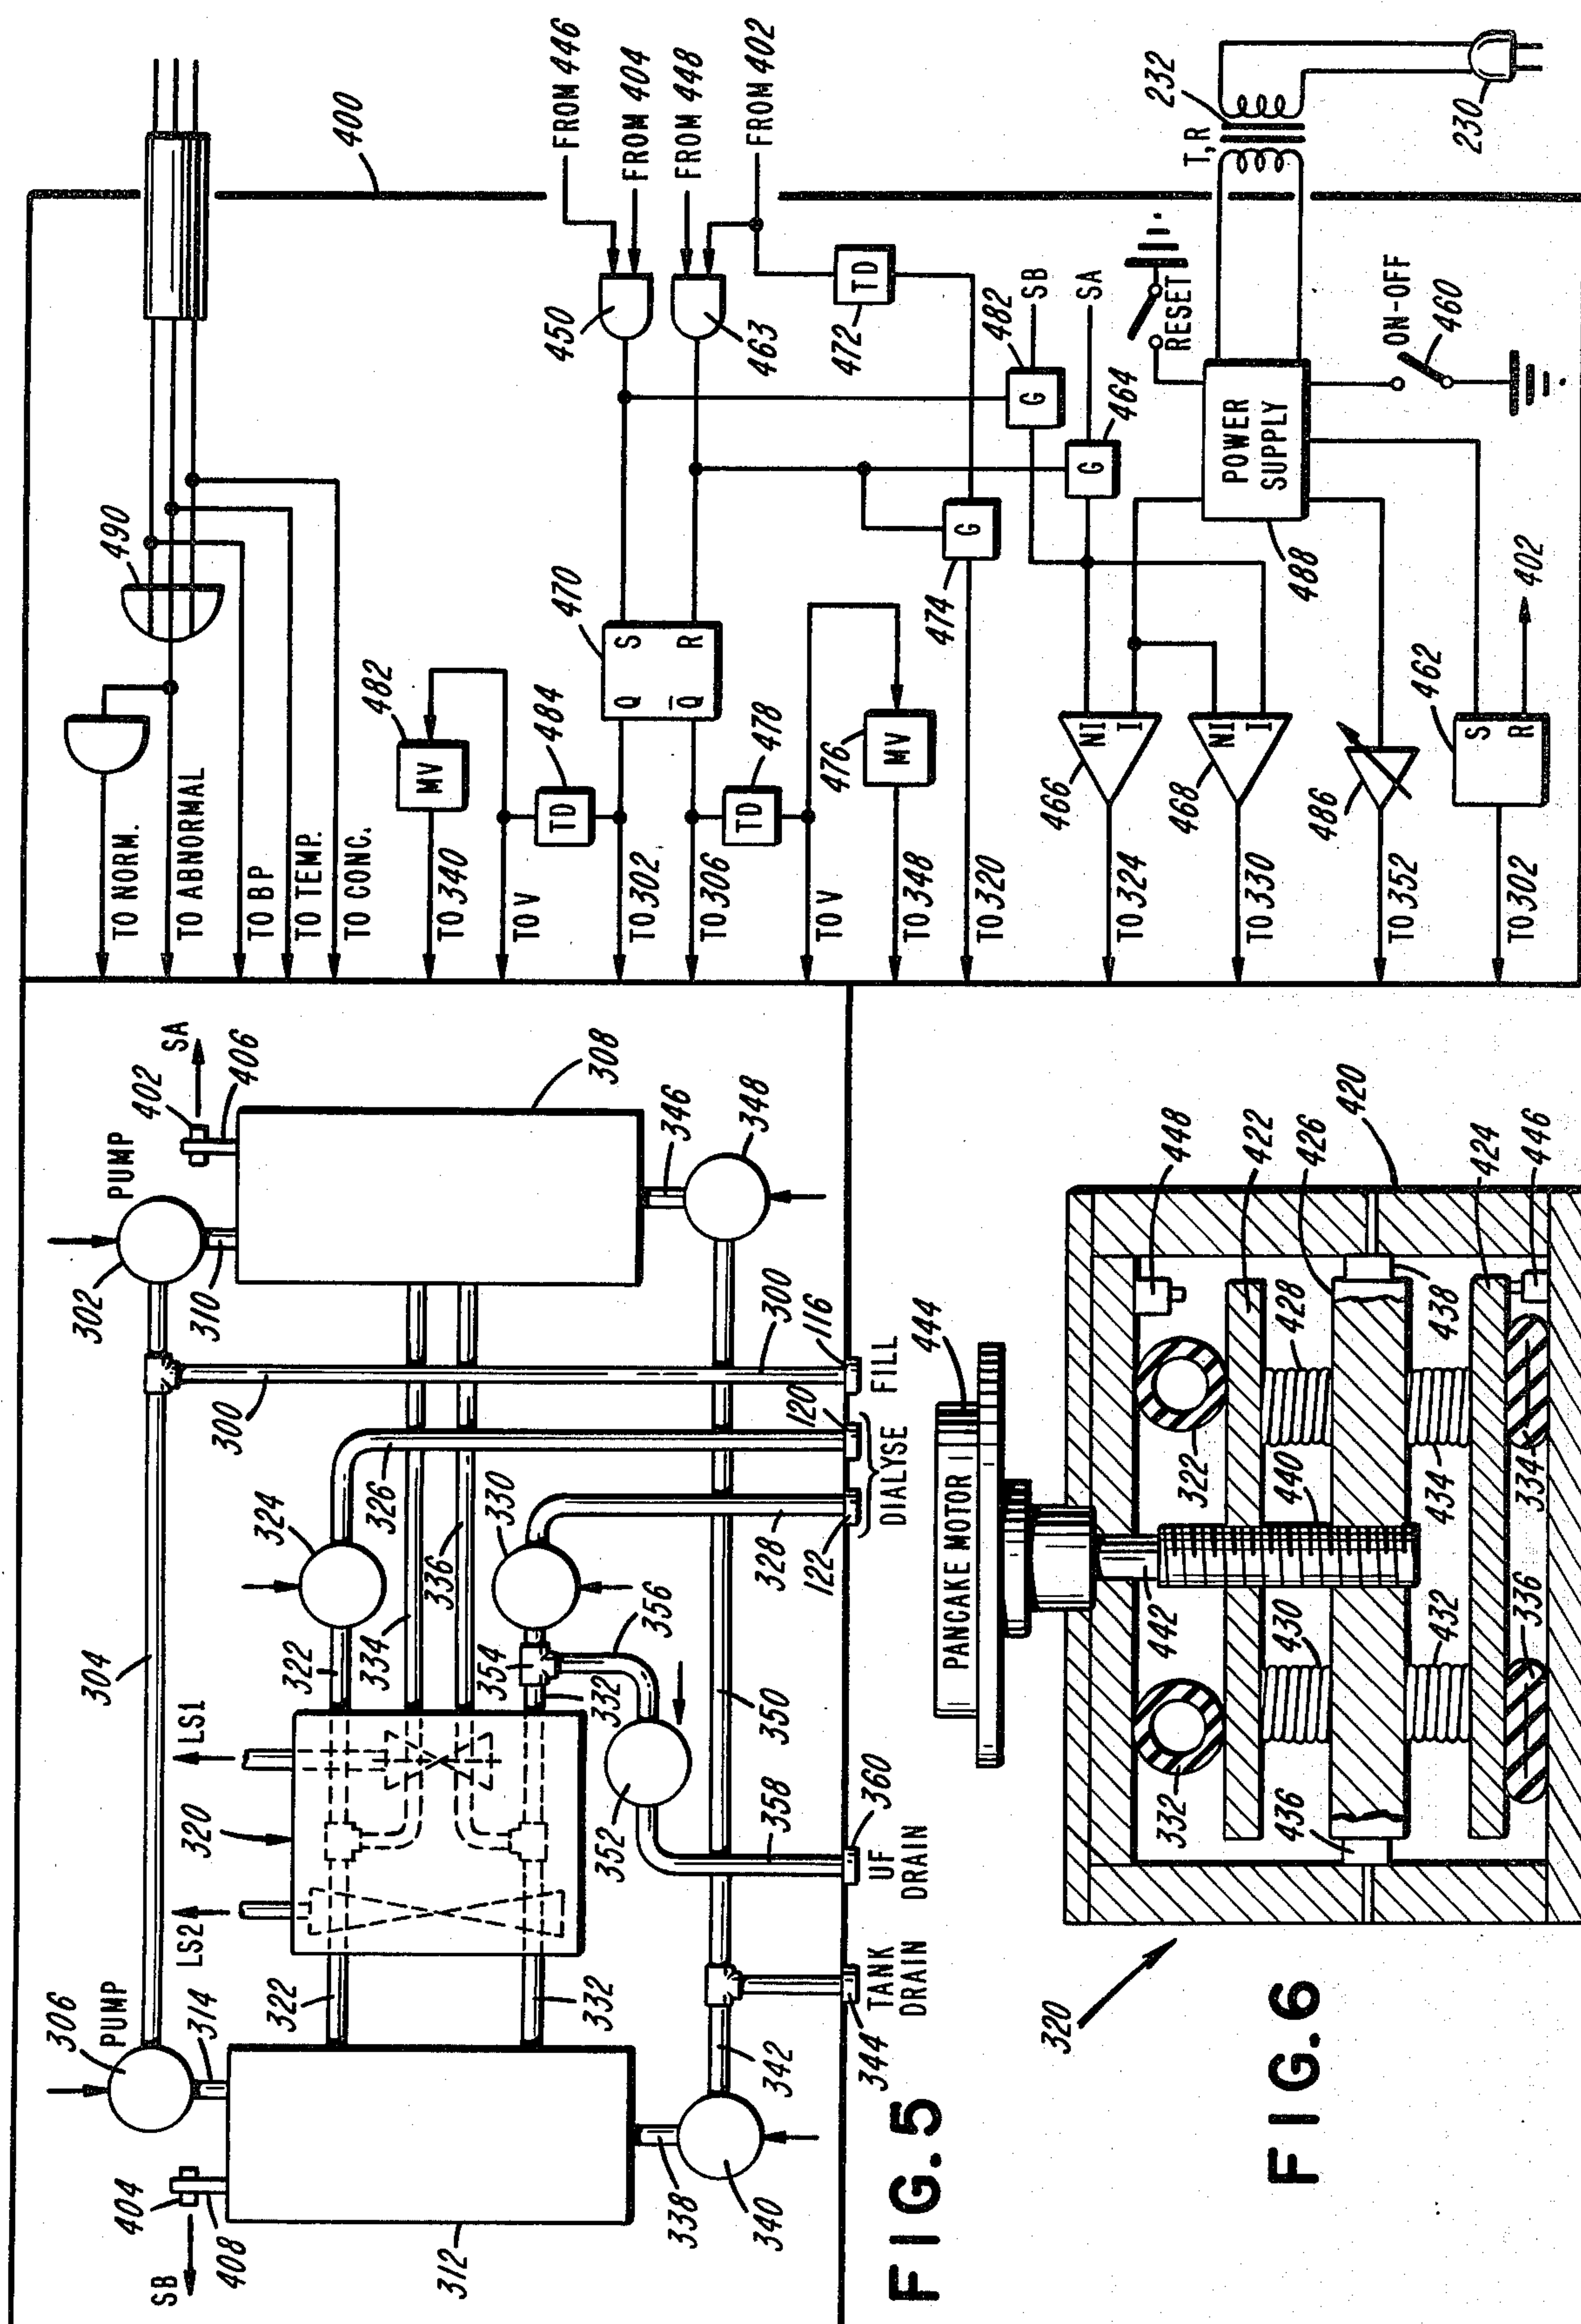 306
PUMP
314
404
SB
408
312
304
LS2
LS1
320
322
322
334
336
324
326
300
302
PUMP
310
402
SA
406
308
300
330
332
332
354
356
352
350
358
328
346
348
338
340
342
344
TANK
DRAIN
360
UF
DRAIN
122
120
DIALYSE
116
FILL
FIG.5
400
490
TO NORM.
TO ABNORMAL
TO BP
TO TEMP.
TO CONC.
482
MV
TO 340
484
TD
TO V
470
Q S
Q R
TO 302
TO 306
478
TD
TO V
476
MV
TO 348
474
G
TO 320
450
463
FROM 446
FROM 404
FROM 448
FROM 402
472
TD
482
G
SB
464
G
SA
466
NI
I
TO 324
468
NI
I
TO 330
486
TO 352
462
S
R
402
TO 302
488
POWER
SUPPLY
RESET
ON-OFF
460
T,R
232
230
444
PANCAKE MOTOR
320
448
422
426
420
424
446
322
428
440
438
434
334
442
332
430
432
436
336
FIG.6